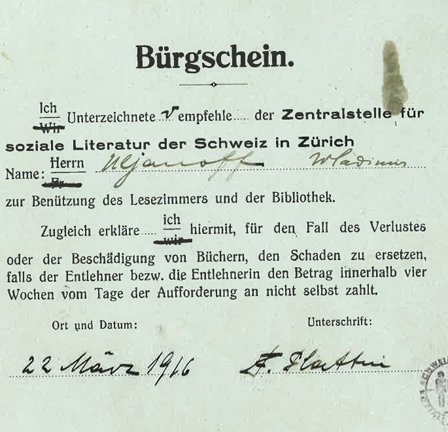 Bürgschein.
Ich
Wir Unterzeichnete r empfehle..... der Zentralstelle für
soziale Literatur der Schweiz in Zürich
Name: Herrn
Fr. Uljanoff Wladimir
zur Benützung des Lesezimmers und der Bibliothek.
Zugleich erkläre..... ich
wir hiermit, für den Fall des Verlustes
oder der Beschädigung von Büchern, den Schaden zu ersetzen,
falls der Entlehner bezw. die Entlehnerin den Betrag innerhalb vier
Wochen vom Tage der Aufforderung an nicht selbst zahlt.
Ort und Datum: Unterschrift:
22 März 1916 F. Platten